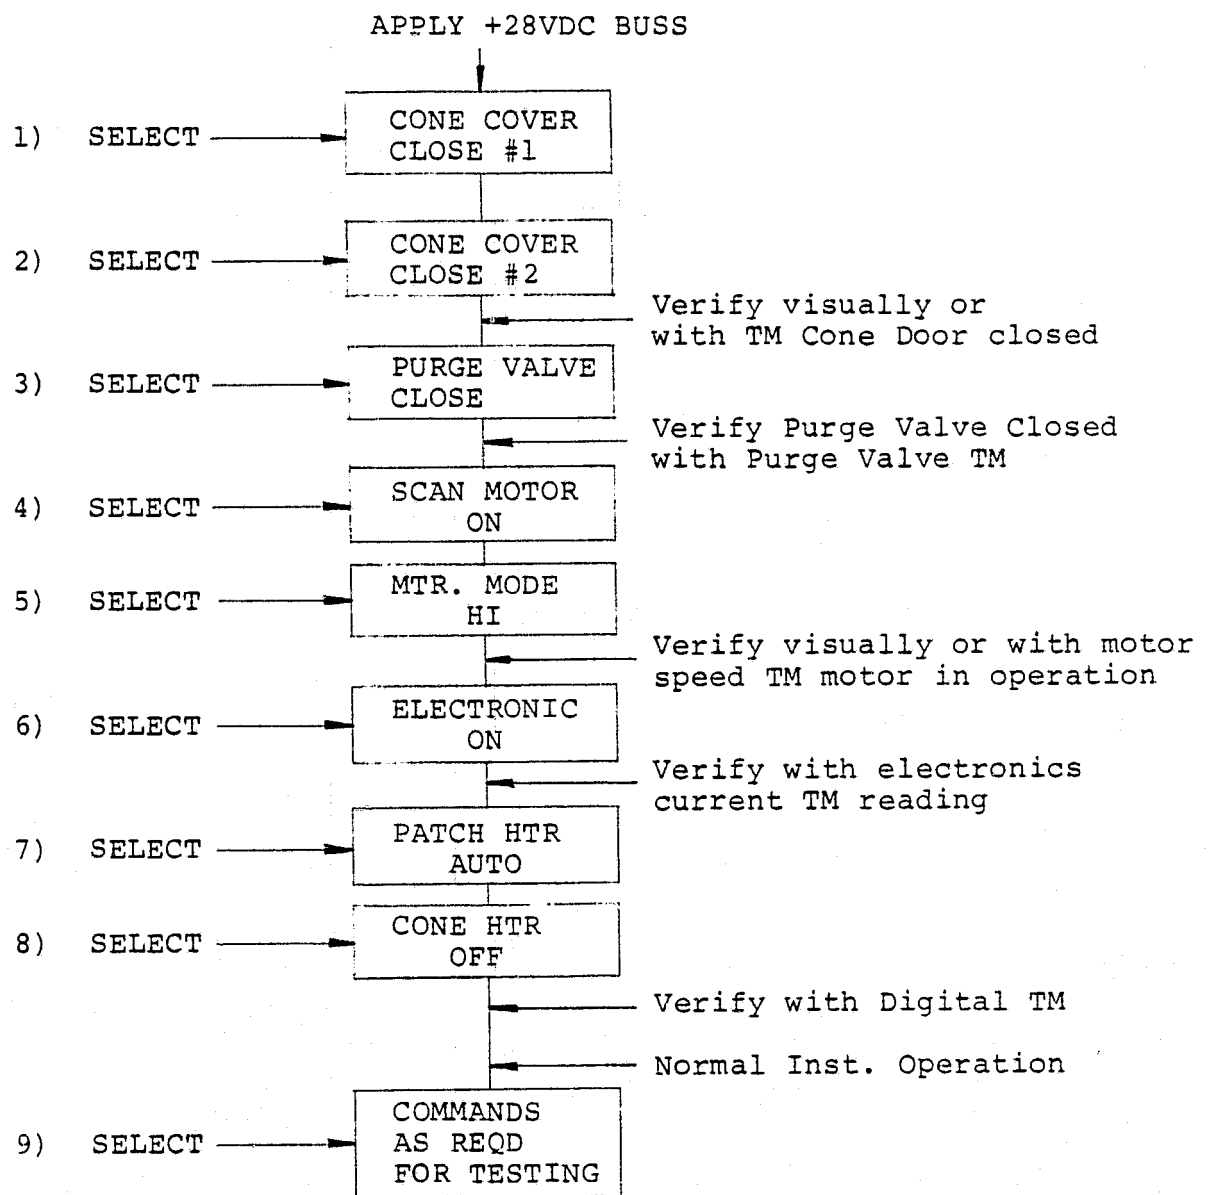 APPLY +28VDC BUSS
1) SELECT
CONE COVER
CLOSE #1
2) SELECT
CONE COVER
CLOSE #2
Verify visually or
with TM Cone Door closed
3) SELECT
PURGE VALVE
CLOSE
Verify Purge Valve Closed
with Purge Valve TM
4) SELECT
SCAN MOTOR
ON
5) SELECT
MTR. MODE
HI
Verify visually or with motor
speed TM motor in operation
6) SELECT
ELECTRONIC
ON
Verify with electronics
current TM reading
7) SELECT
PATCH HTR
AUTO
8) SELECT
CONE HTR
OFF
Verify with Digital TM
Normal Inst. Operation
9) SELECT
COMMANDS
AS REQD
FOR TESTING